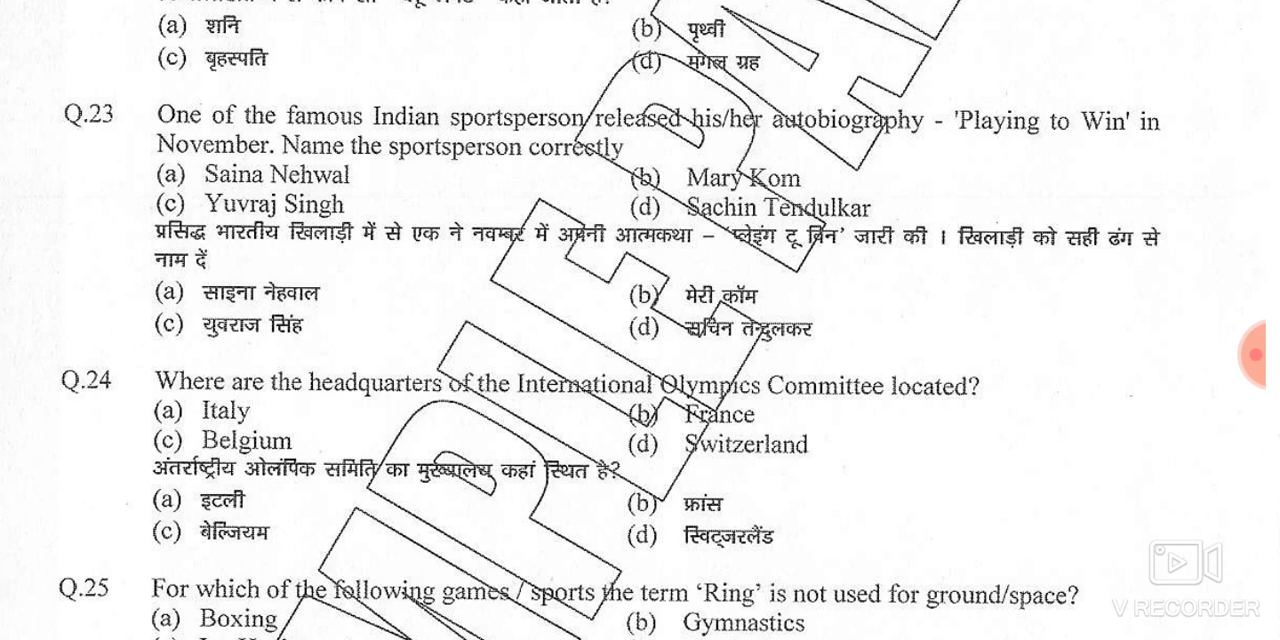 (a) शनि (b) पृथ्वी
(c) बृहस्पति (d) मंगल ग्रह
Q.23 One of the famous Indian sportsperson released his/her autobiography - 'Playing to Win' in
November. Name the sportsperson correctly
(a) Saina Nehwal (b) Mary Kom
(c) Yuvraj Singh (d) Sachin Tendulkar
प्रसिद्ध भारतीय खिलाड़ी में से एक ने नवम्बर में अपनी आत्मकथा – 'प्लेइंग टू विन' जारी की । खिलाड़ी को सही ढंग से
नाम दें
(a) साइना नेहवाल (b) मेरी कॉम
(c) युवराज सिंह (d) सचिन तेन्दुलकर
Q.24 Where are the headquarters of the International Olympics Committee located?
(a) Italy (b) France
(c) Belgium (d) Switzerland
अंतर्राष्ट्रीय ओलंपिक समिति का मुख्यालय कहां स्थित है?
(a) इटली (b) फ्रांस
(c) बेल्जियम (d) स्विट्जरलैंड
Q.25 For which of the following games / sports the term 'Ring' is not used for ground/space?
(a) Boxing (b) Gymnastics
V RECORDER